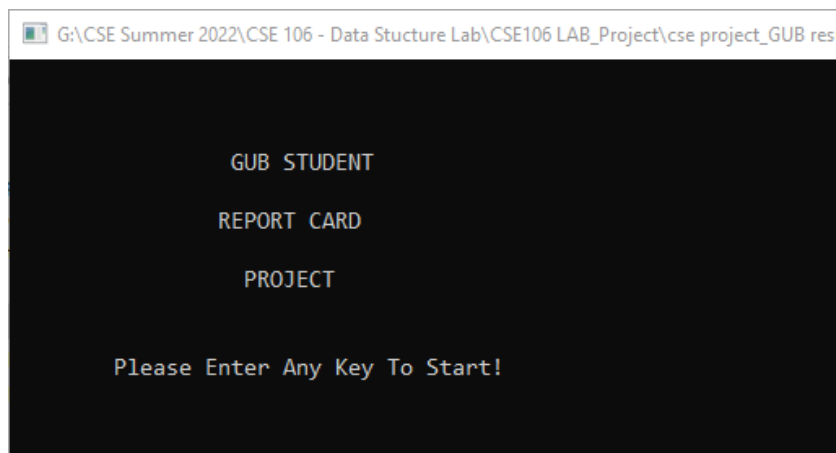 G:\CSE Summer 2022\CSE 106 - Data Stucture Lab\CSE106 LAB_Project\cse project_GUB res
GUB STUDENT
REPORT CARD
PROJECT
Please Enter Any Key To Start!